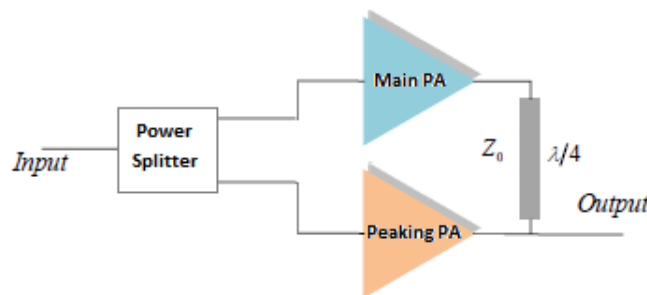 Main PA
Power
Splitter
Input
Z₀
λ/4
Output
Peaking PA